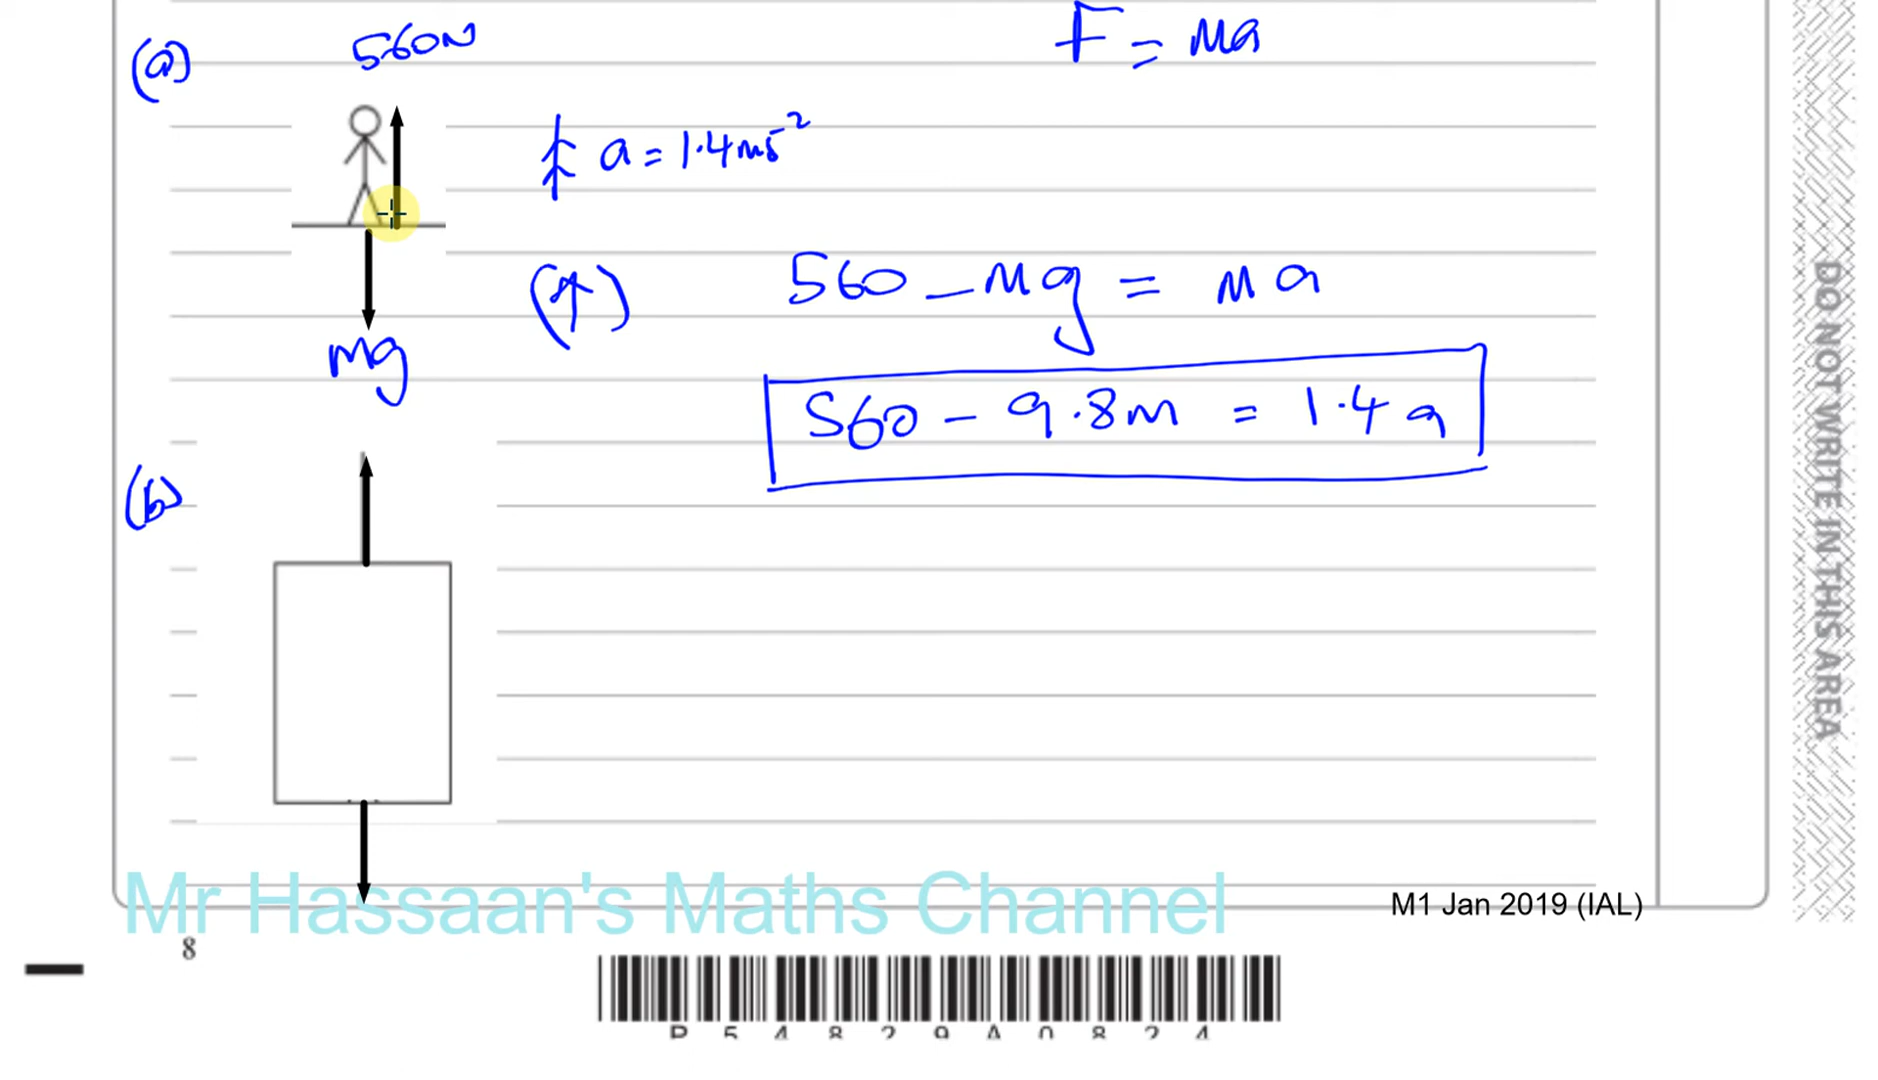 (a) 560N F = Ma
a = 1.4ms⁻²
(↑) 560 - Mg = Ma
mg
560 - 9.8m = 1.4a
(b)
DO NOT WRITE IN THIS AREA
Mr Hassaan's Maths Channel
M1 Jan 2019 (IAL)
8
P 5 4 8 2 9 A 0 8 2 4